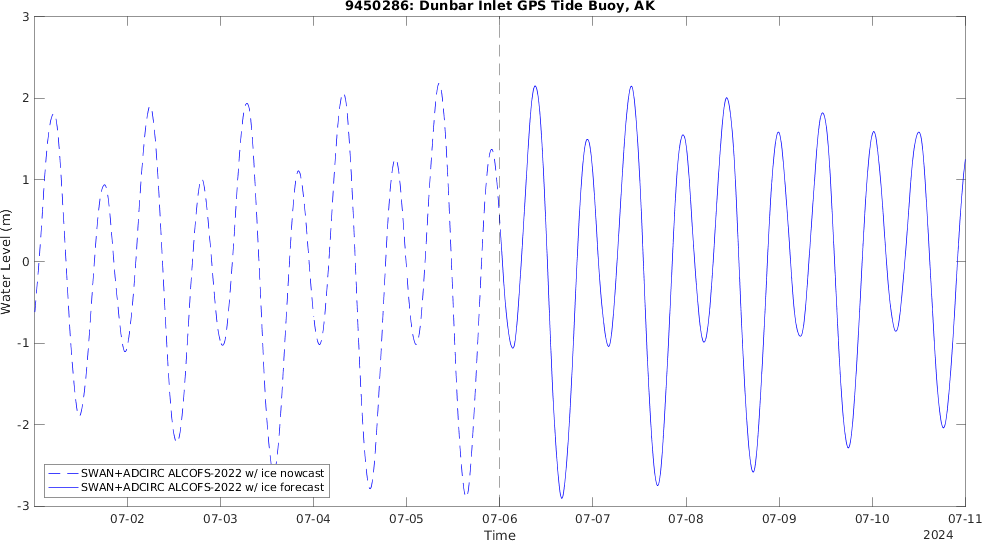 9450286: Dunbar Inlet GPS Tide Buoy, AK
3
2
1
0
-1
-2
-3
Water Level (m)
SWAN+ADCIRC ALCOFS-2022 w/ ice nowcast
SWAN+ADCIRC ALCOFS-2022 w/ ice forecast
07-02 07-03 07-04 07-05 07-06 07-07 07-08 07-09 07-10 07-11
Time
2024